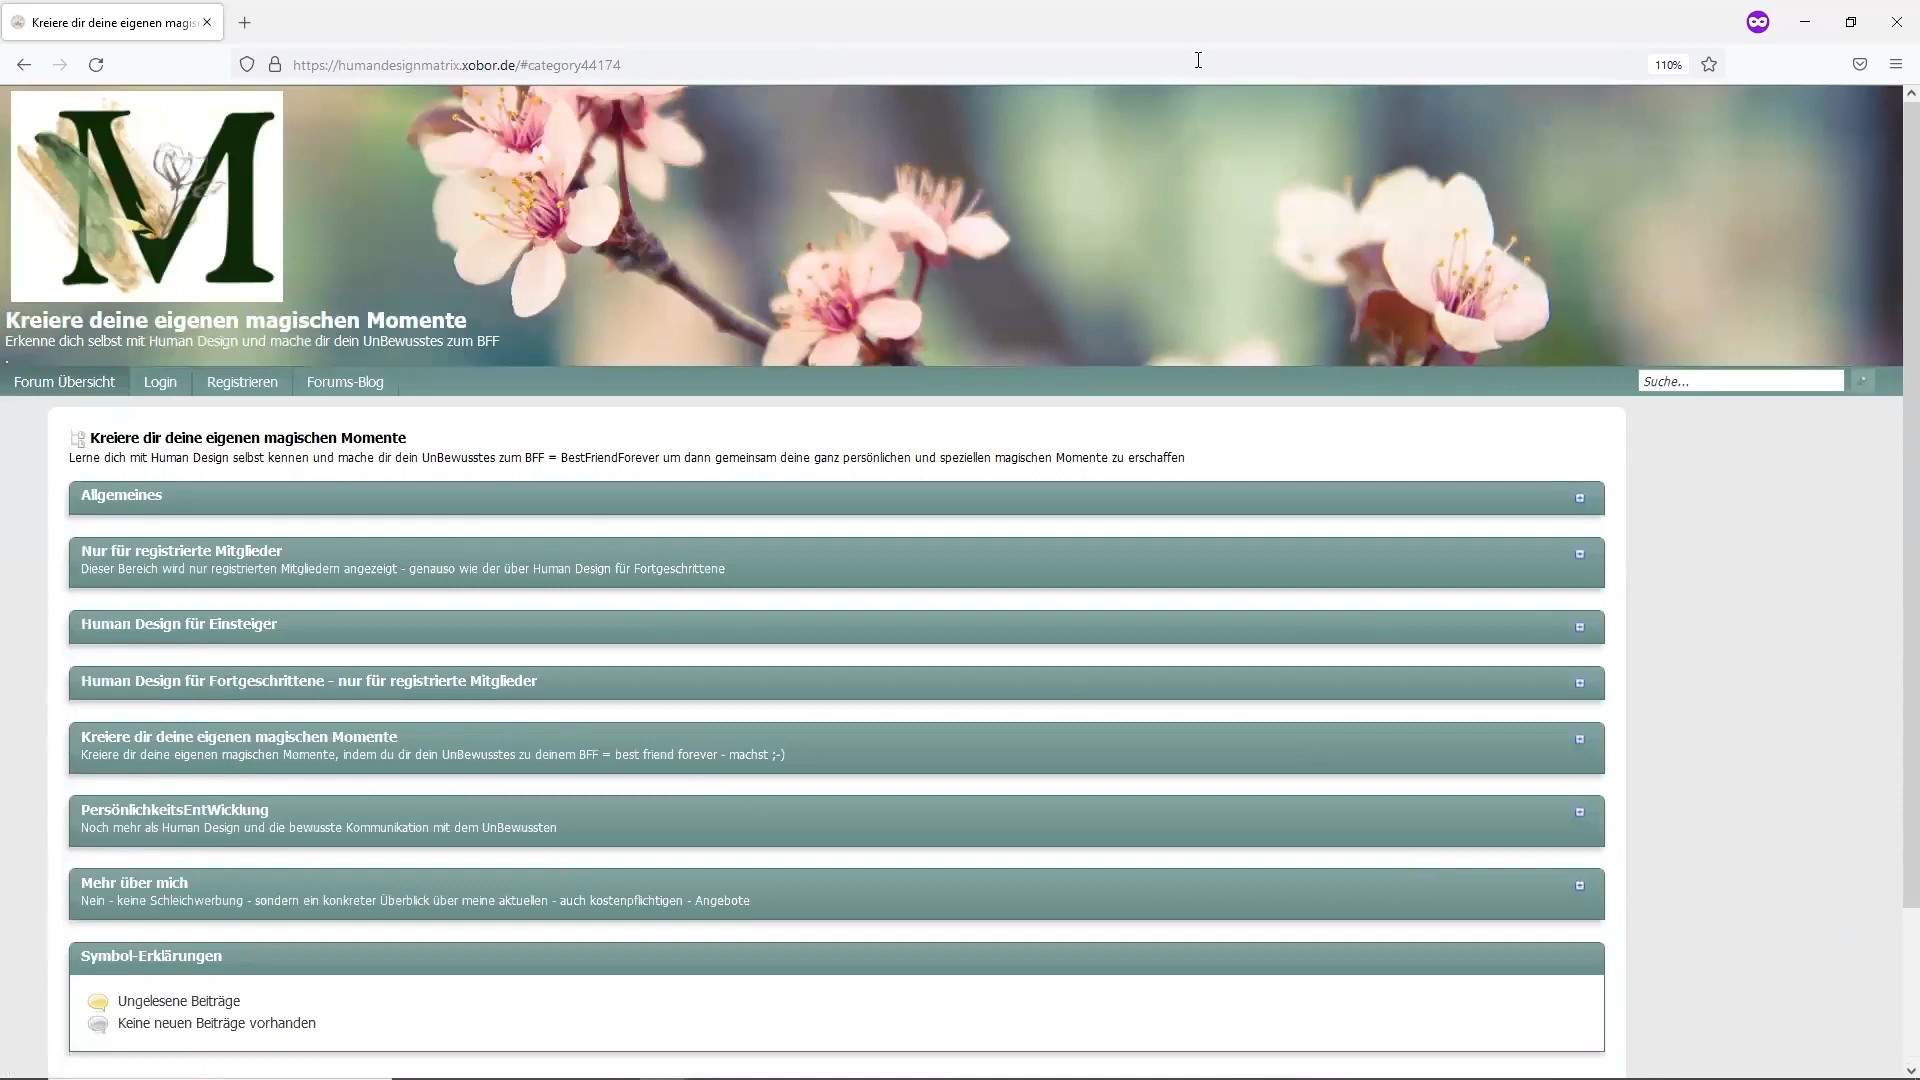 Kreiere dir deine eigenen magis
https://humandesignmatrix.xobor.de/#category44174
110%
M
Kreiere deine eigenen magischen Momente
Erkenne dich selbst mit Human Design und mache dir dein UnBewusstes zum BFF
.
Forum Übersicht
Login
Registrieren
Forums-Blog
Suche...
Kreiere dir deine eigenen magischen Momente
Lerne dich mit Human Design selbst kennen und mache dir dein UnBewusstes zum BFF = BestFriendForever um dann gemeinsam deine ganz persönlichen und speziellen magischen Momente zu erschaffen
Allgemeines
Nur für registrierte Mitglieder
Dieser Bereich wird nur registrierten Mitgliedern angezeigt - genauso wie der über Human Design für Fortgeschrittene
Human Design für Einsteiger
Human Design für Fortgeschrittene - nur für registrierte Mitglieder
Kreiere dir deine eigenen magischen Momente
Kreiere dir deine eigenen magischen Momente, indem du dir dein UnBewusstes zu deinem BFF = best friend forever - machst ;-)
PersönlichkeitsEntWicklung
Noch mehr als Human Design und die bewusste Kommunikation mit dem UnBewussten
Mehr über mich
Nein - keine Schleichwerbung - sondern ein konkreter Überblick über meine aktuellen - auch kostenpflichtigen - Angebote
Symbol-Erklärungen
Ungelesene Beiträge
Keine neuen Beiträge vorhanden